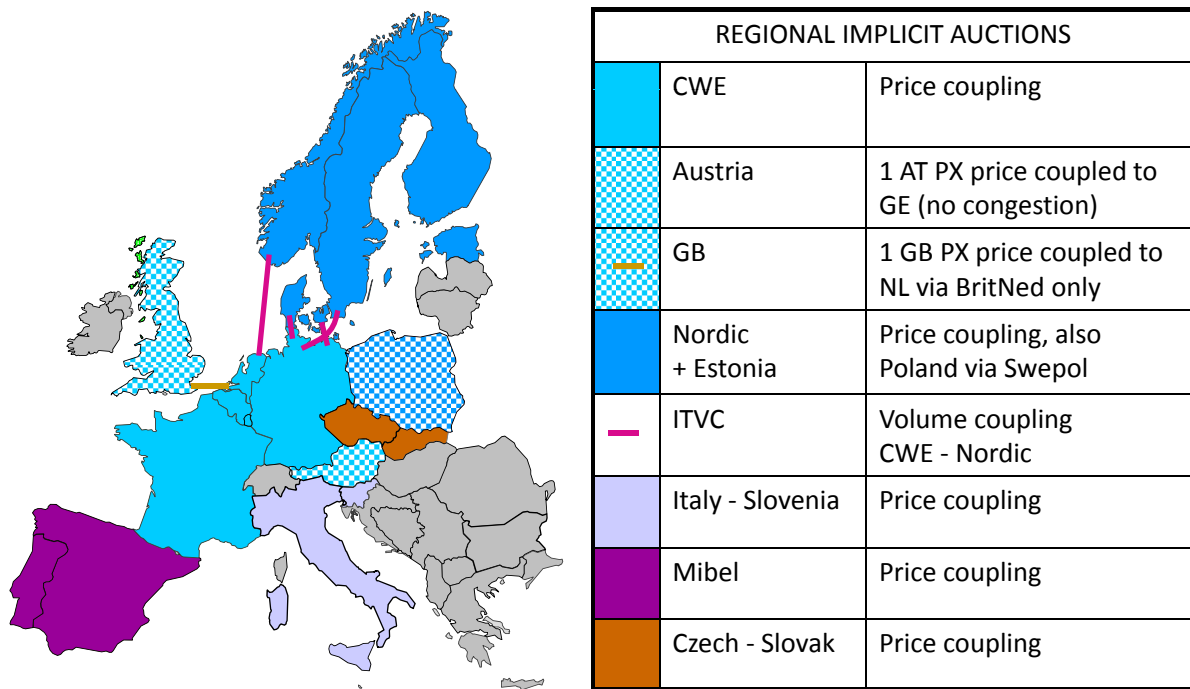 REGIONAL IMPLICIT AUCTIONS
CWE
Price coupling
Austria
1 AT PX price coupled to
GE (no congestion)
GB
1 GB PX price coupled to
NL via BritNed only
Nordic
+ Estonia
Price coupling, also
Poland via Swepol
ITVC
Volume coupling
CWE - Nordic
Italy - Slovenia
Price coupling
Mibel
Price coupling
Czech - Slovak
Price coupling